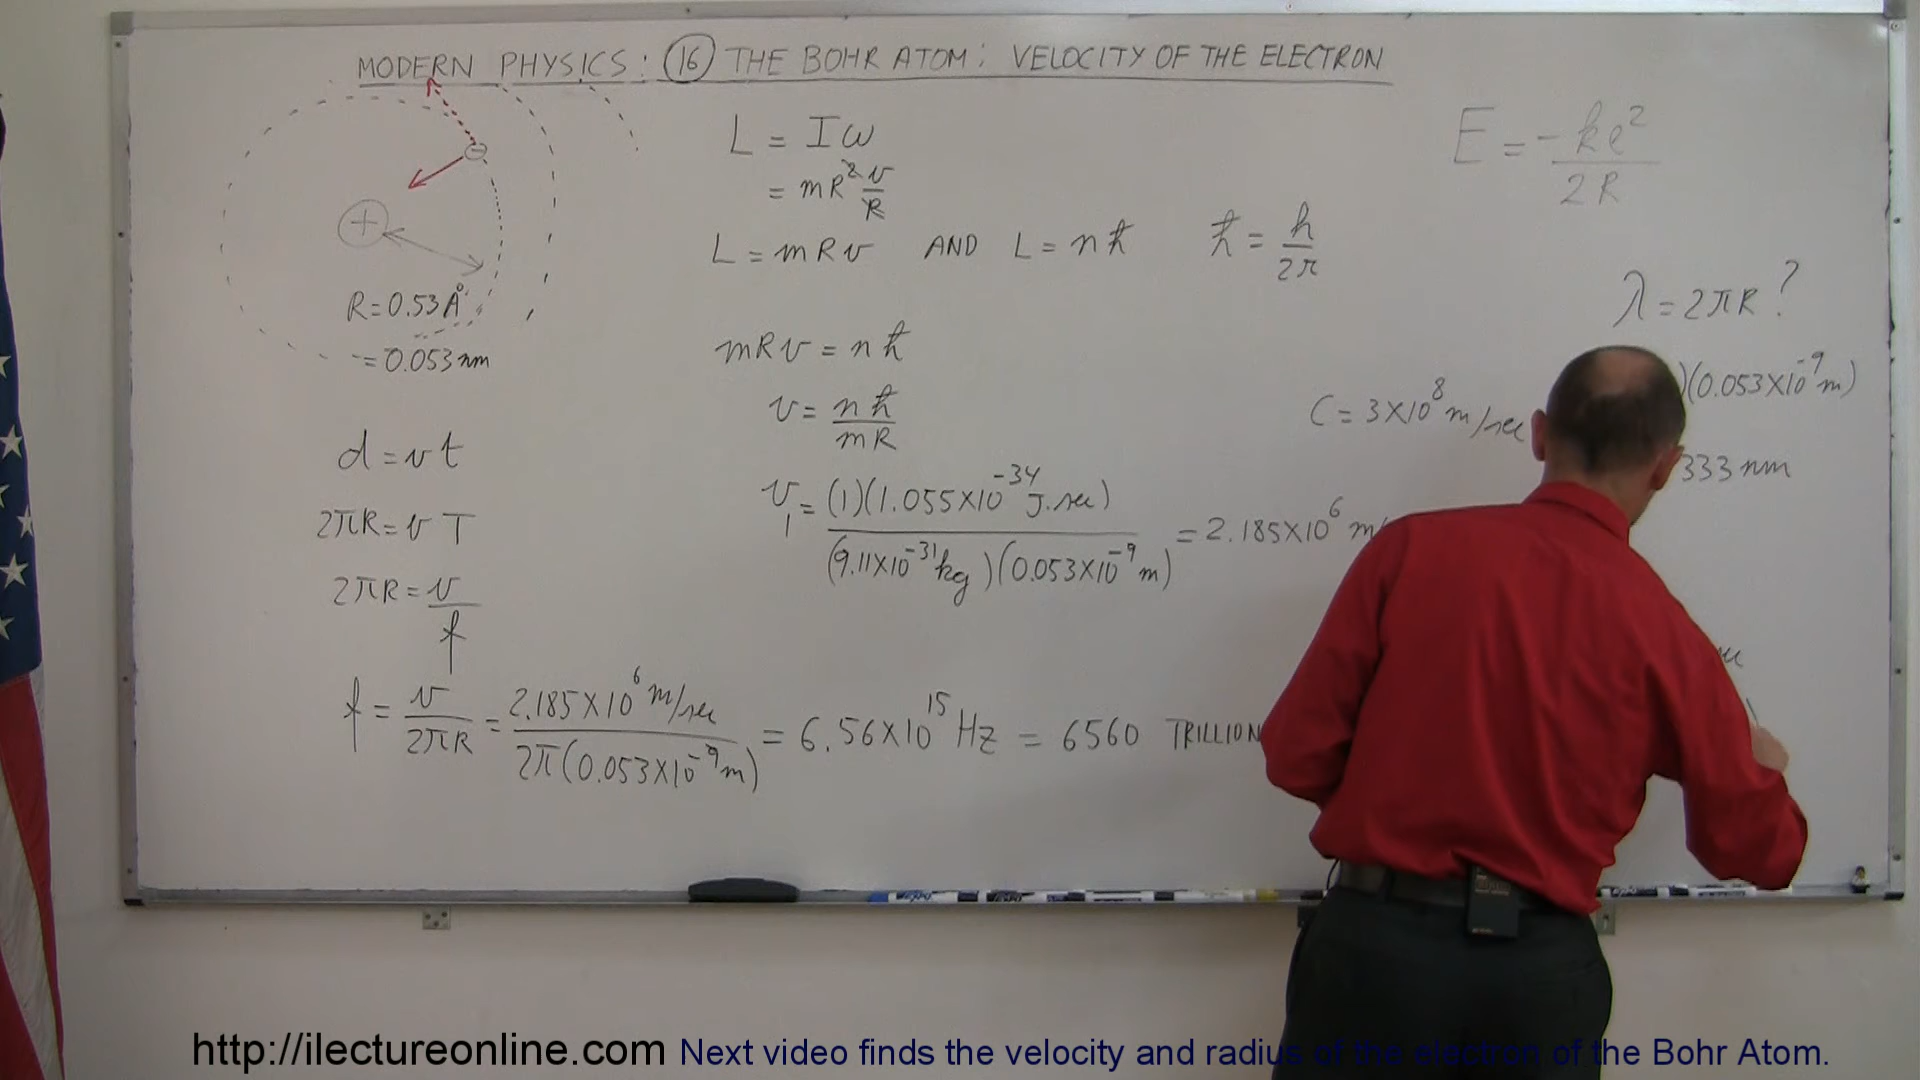 MODERN PHYSICS: 16 THE BOHR ATOM: VELOCITY OF THE ELECTRON
+
−
R = 0.53 Å
= 0.053 nm
d = v t
2πR = v T
2πR = v/f
f = v/2πR = 2.185×10⁶ m/sec / 2π(0.053×10⁻⁹ m) = 6.56×10¹⁵ Hz = 6560 TRILLION
L = Iω
= mR² v/R
L = mRv AND L = nħ ħ = h/2π
mRv = nħ
v = nħ/mR
v₁ = (1)(1.055×10⁻³⁴ J.sec) / (9.11×10⁻³¹ kg)(0.053×10⁻⁹ m) = 2.185×10⁶ m/
E = -ke²/2R
λ = 2πR ?
)(0.053×10⁻⁹ m)
C = 3×10⁸ m/sec
333 nm
http://ilectureonline.com Next video finds the velocity and radius of the electron of the Bohr Atom.